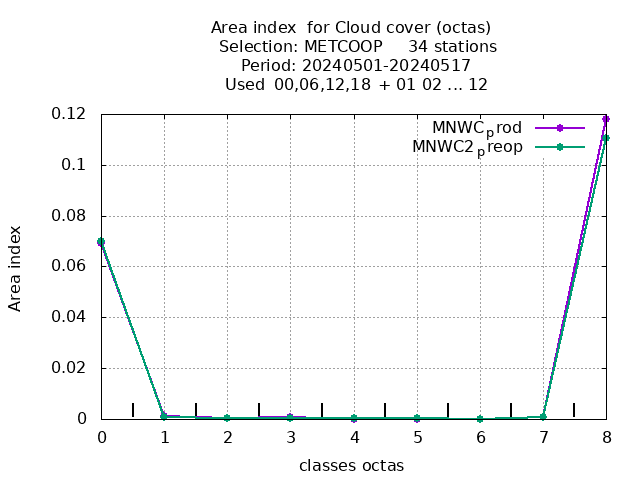 Area index  for Cloud cover (octas)
Selection: METCOOP     34 stations
Period: 20240501-20240517
Used  00,06,12,18 + 01 02 ... 12
MNWCprod
MNWC2preop
0.12
0.1
0.08
0.06
0.04
0.02
0
Area index
0 1 2 3 4 5 6 7 8
classes octas